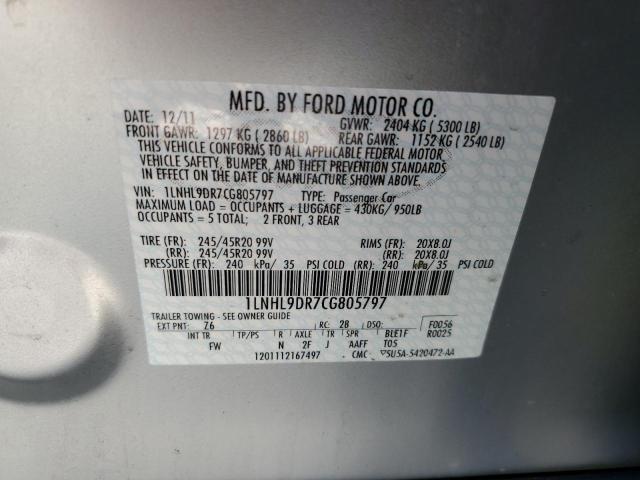 MFD. BY FORD MOTOR CO.
DATE: 12/11 GVWR: 2404 KG ( 5300 LB)
FRONT GAWR: 1297 KG ( 2860 LB) REAR GAWR: 1152 KG ( 2540 LB)
THIS VEHICLE CONFORMS TO ALL APPLICABLE FEDERAL MOTOR
VEHICLE SAFETY, BUMPER, AND THEFT PREVENTION STANDARDS
IN EFFECT ON THE DATE OF MANUFACTURE SHOWN ABOVE.
VIN: 1LNHL9DR7CG805797 TYPE: Passenger Car
MAXIMUM LOAD = OCCUPANTS + LUGGAGE = 430KG/ 950LB
OCCUPANTS = 5 TOTAL; 2 FRONT, 3 REAR
TIRE (FR): 245/45R20 99V RIMS (FR): 20X8.0J
(RR): 245/45R20 99V (RR): 20X8.0J
PRESSURE (FR): 240 kPa/ 35 PSI COLD (RR): 240 kPa/ 35 PSI COLD
1LNHL9DR7CG805797
TRAILER TOWING - SEE OWNER GUIDE
EXT PNT: Z6 RC: 28 DSO: F0056
INT TR TP/PS R AXLE TR SPR BLE1F R0025
FW N 2F J AAFF T05
1201112167497 CMC ▽5U5A-5420472-AA